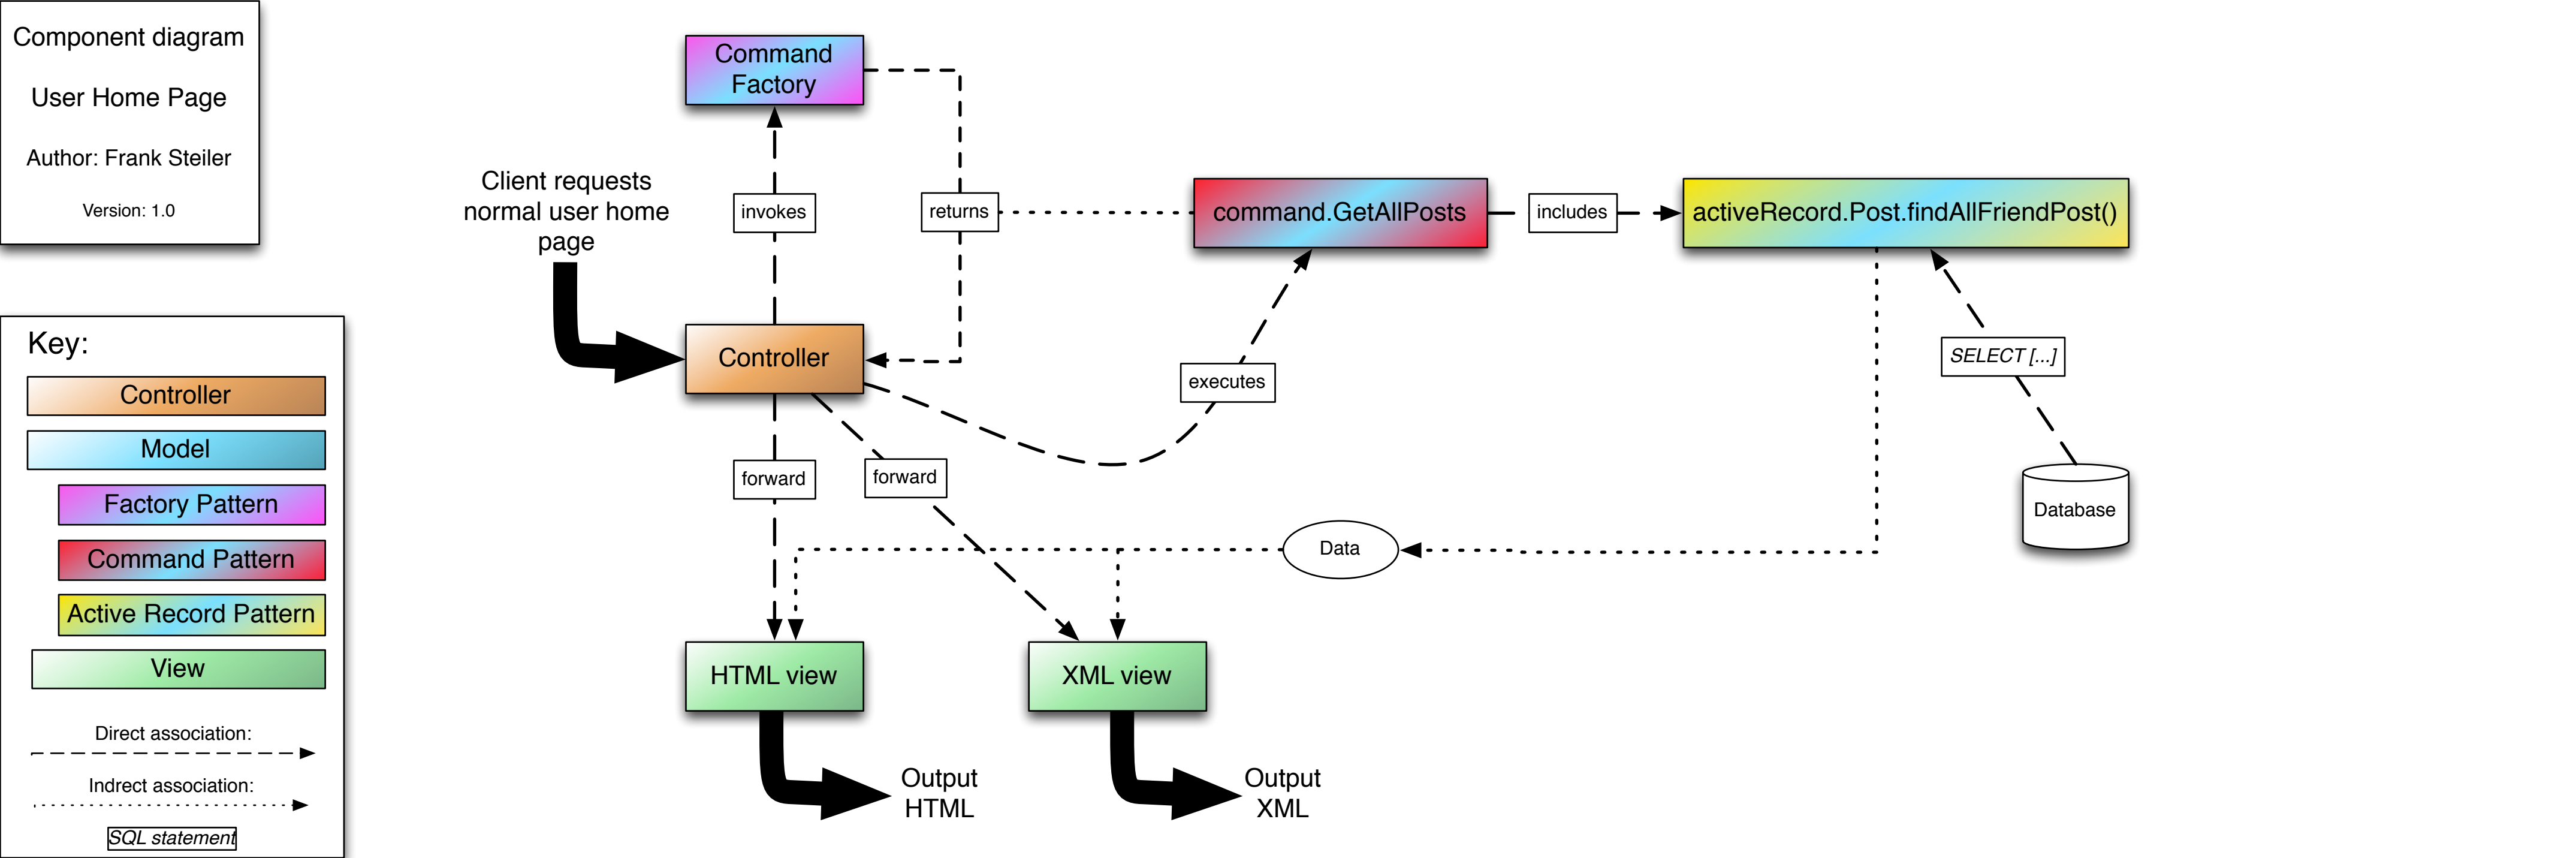 Component diagram
User Home Page
Author: Frank Steiler
Version: 1.0
Key:
Controller
Model
Factory Pattern
Command Pattern
Active Record Pattern
View
Direct association:
Indirect association:
SQL statement
Command
Factory
Client requests
normal user home
page
invokes
returns
command.GetAllPosts
includes
activeRecord.Post.findAllFriendPost()
Controller
executes
SELECT [...]
forward
forward
Database
Data
HTML view
XML view
Output
HTML
Output
XML